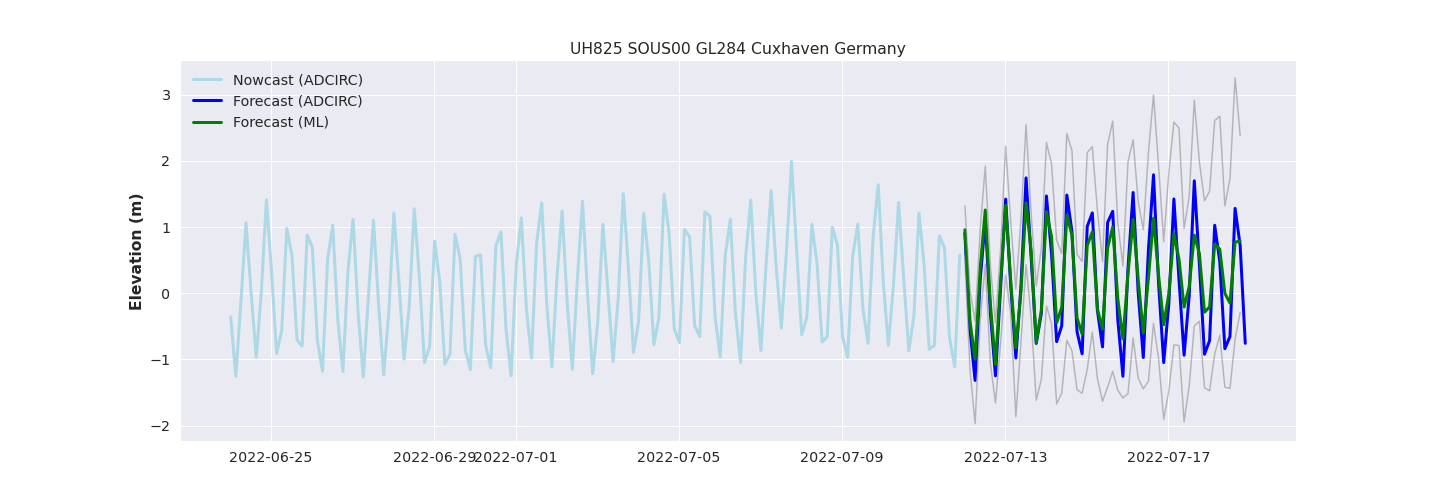 UH825 SOUS00 GL284 Cuxhaven Germany
Nowcast (ADCIRC)
Forecast (ADCIRC)
Forecast (ML)
Elevation (m)
3
2
1
0
−1
−2
2022-06-25
2022-06-29
2022-07-01
2022-07-05
2022-07-09
2022-07-13
2022-07-17